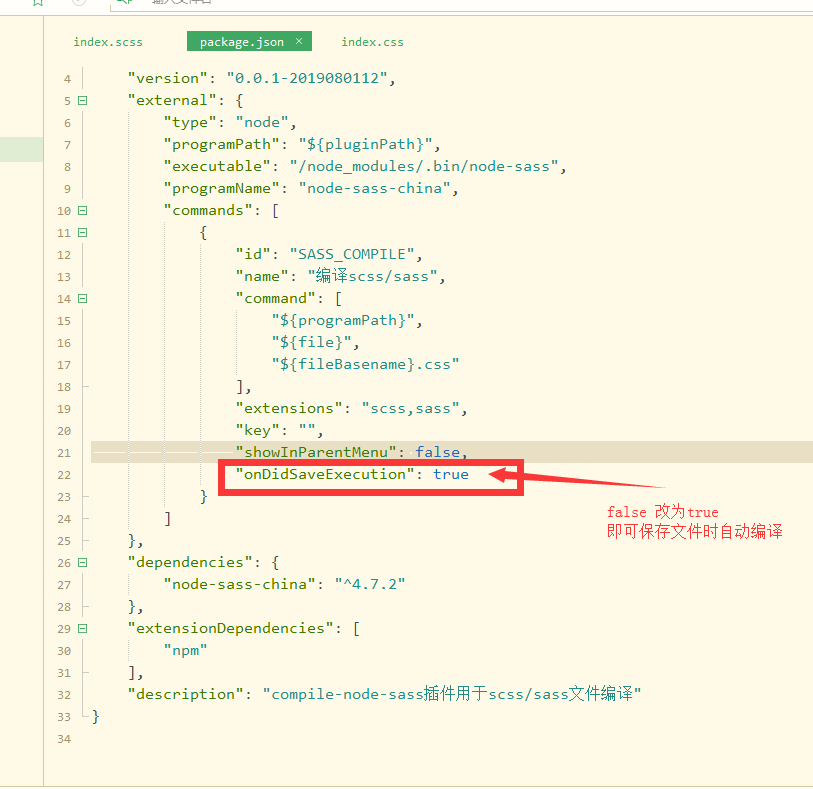 输入文件名
index.scss package.json × index.css
4 "version": "0.0.1-2019080112",
5 "external": {
6 "type": "node",
7 "programPath": "${pluginPath}",
8 "executable": "/node_modules/.bin/node-sass",
9 "programName": "node-sass-china",
10 "commands": [
11 {
12 "id": "SASS_COMPILE",
13 "name": "编译scss/sass",
14 "command": [
15 "${programPath}",
16 "${file}",
17 "${fileBasename}.css"
18 ],
19 "extensions": "scss,sass",
20 "key": "",
21 "showInParentMenu": false,
22 "onDidSaveExecution": true
23 }
24 ]
25 },
26 "dependencies": {
27 "node-sass-china": "^4.7.2"
28 },
29 "extensionDependencies": [
30 "npm"
31 ],
32 "description": "compile-node-sass插件用于scss/sass文件编译"
33 }
34
false 改为true
即可保存文件时自动编译